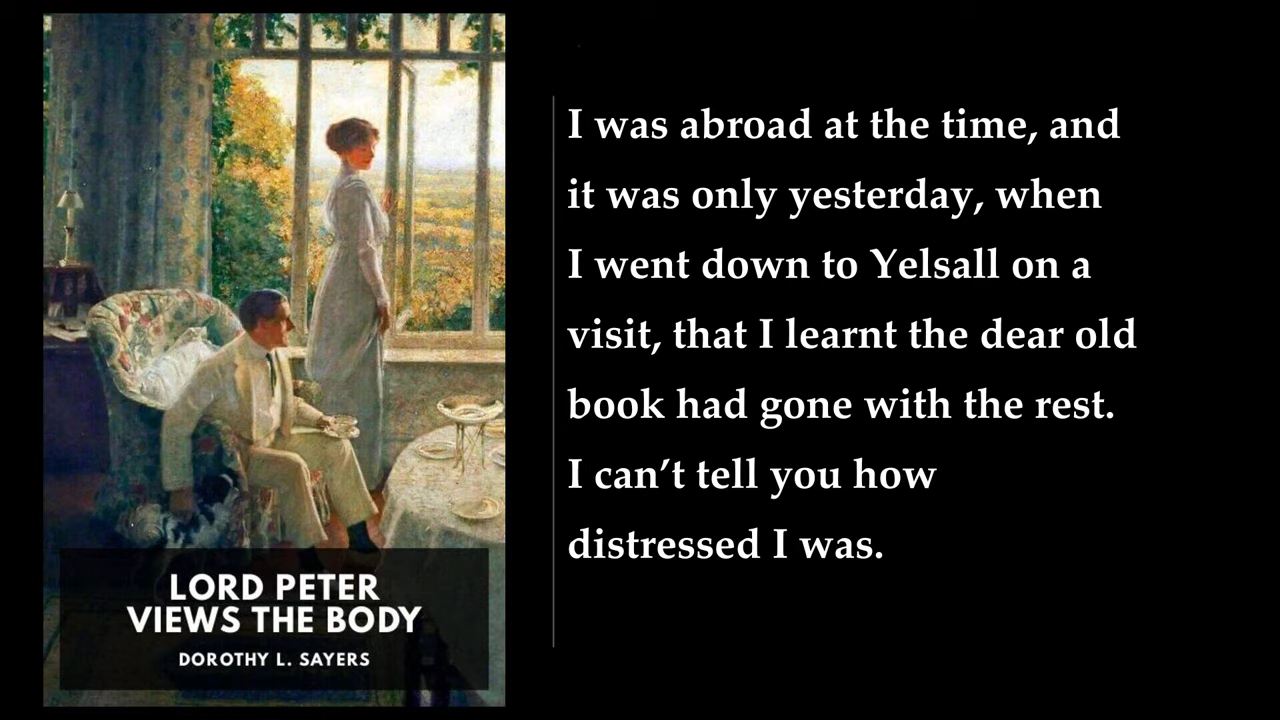 LORD PETER
VIEWS THE BODY
DOROTHY L. SAYERS
I was abroad at the time, and
it was only yesterday, when
I went down to Yelsall on a
visit, that I learnt the dear old
book had gone with the rest.
I can’t tell you how
distressed I was.